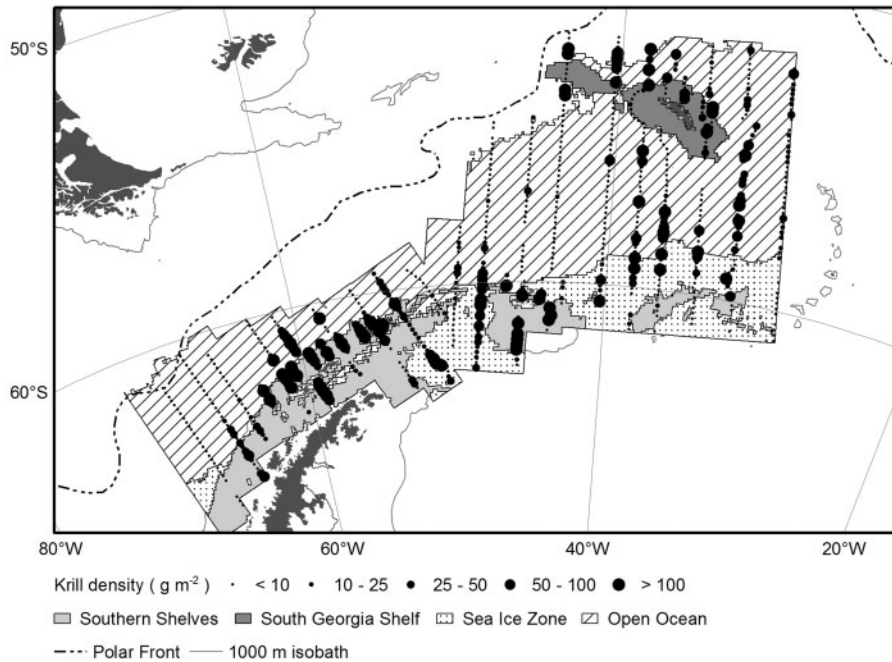 50°S
60°S
80°W 60°W 40°W 20°W
Krill density ( g m-2 ) < 10 10 - 25 25 - 50 50 - 100 > 100
Southern Shelves South Georgia Shelf Sea Ice Zone Open Ocean
Polar Front 1000 m isobath